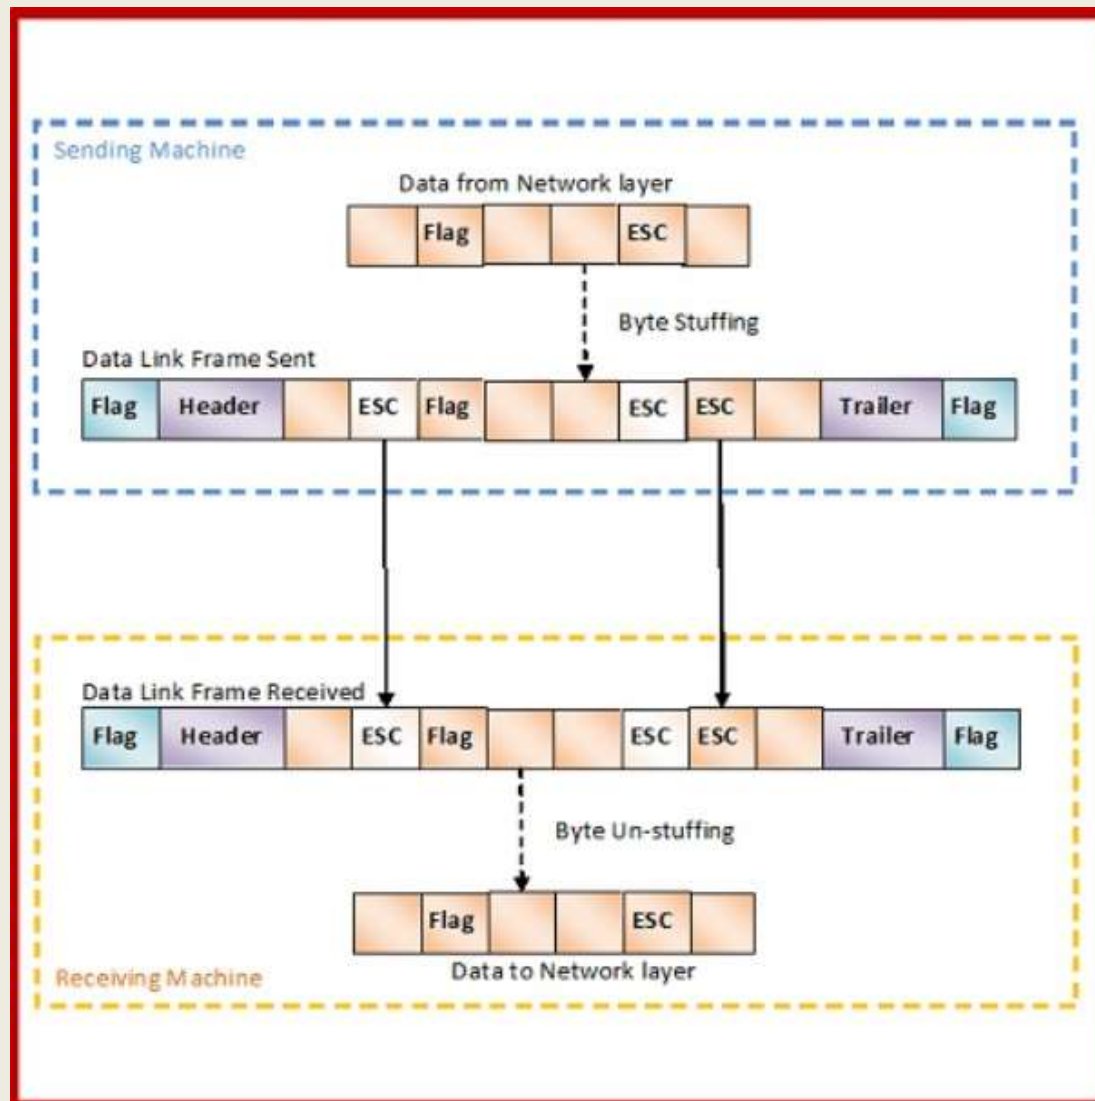 Sending Machine
Data from Network layer
Flag ESC
Byte Stuffing
Data Link Frame Sent
Flag Header ESC Flag ESC ESC Trailer Flag
Data Link Frame Received
Flag Header ESC Flag ESC ESC Trailer Flag
Byte Un-stuffing
Flag ESC
Data to Network layer
Receiving Machine